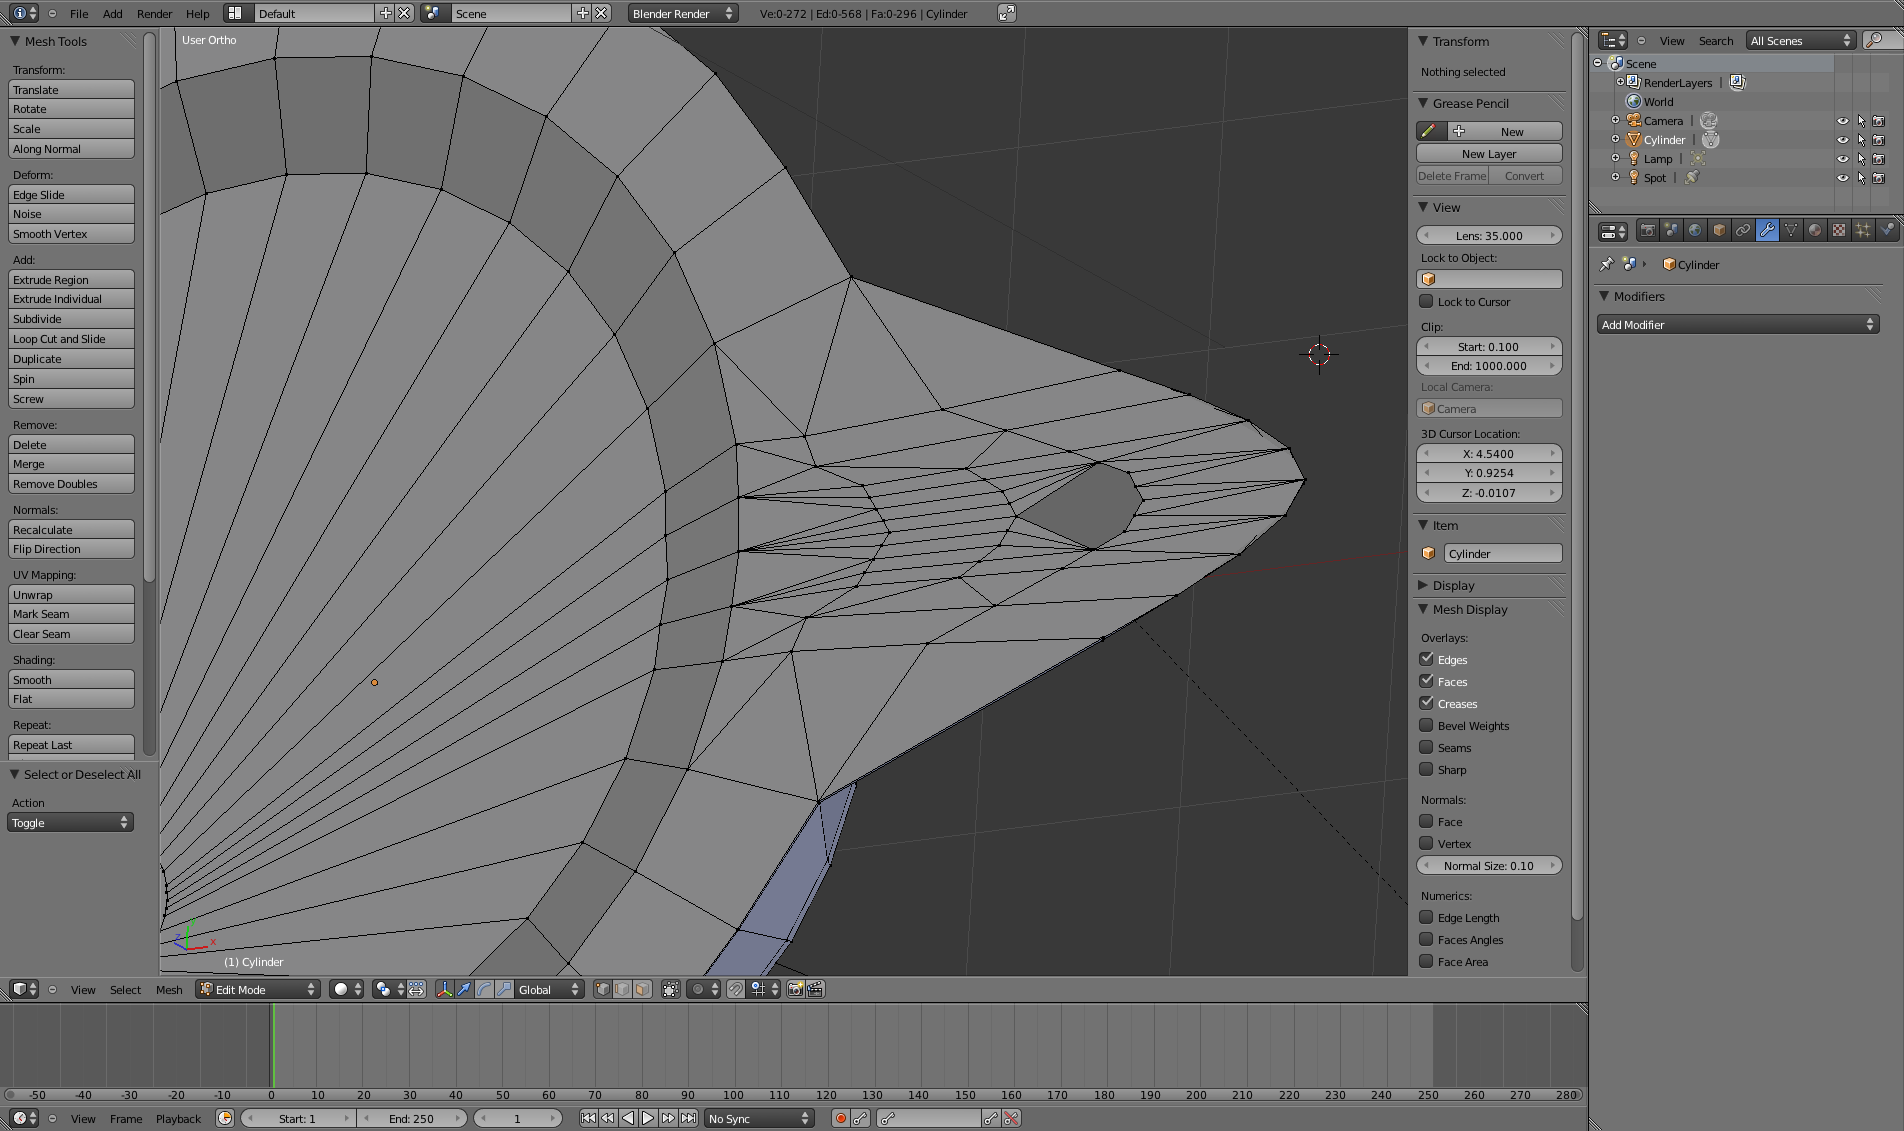 File Add Render Help Default Scene Blender Render Ve:0-272 | Ed:0-568 | Fa:0-296 | Cylinder
Mesh Tools
Transform:
Translate
Rotate
Scale
Along Normal
Deform:
Edge Slide
Noise
Smooth Vertex
Add:
Extrude Region
Extrude Individual
Subdivide
Loop Cut and Slide
Duplicate
Spin
Screw
Remove:
Delete
Merge
Remove Doubles
Normals:
Recalculate
Flip Direction
UV Mapping:
Unwrap
Mark Seam
Clear Seam
Shading:
Smooth
Flat
Repeat:
Repeat Last
Select or Deselect All
Action
Toggle
User Ortho
z
x
(1) Cylinder
Transform
Nothing selected
Grease Pencil
New
New Layer
Delete Frame Convert
View
Lens: 35.000
Lock to Object:
Lock to Cursor
Clip:
Start: 0.100
End: 1000.000
Local Camera:
Camera
3D Cursor Location:
X: 4.5400
Y: 0.9254
Z: -0.0107
Item
Cylinder
Display
Mesh Display
Overlays:
Edges
Faces
Creases
Bevel Weights
Seams
Sharp
Normals:
Face
Vertex
Normal Size: 0.10
Numerics:
Edge Length
Faces Angles
Face Area
View Search All Scenes
Scene
RenderLayers |
World
Camera |
Cylinder |
Lamp |
Spot |
Cylinder
Modifiers
Add Modifier
View Select Mesh Edit Mode Global
-50 -40 -30 -20 -10 0 10 20 30 40 50 60 70 80 90 100 110 120 130 140 150 160 170 180 190 200 210 220 230 240 250 260 270 280
View Frame Playback Start: 1 End: 250 1 No Sync